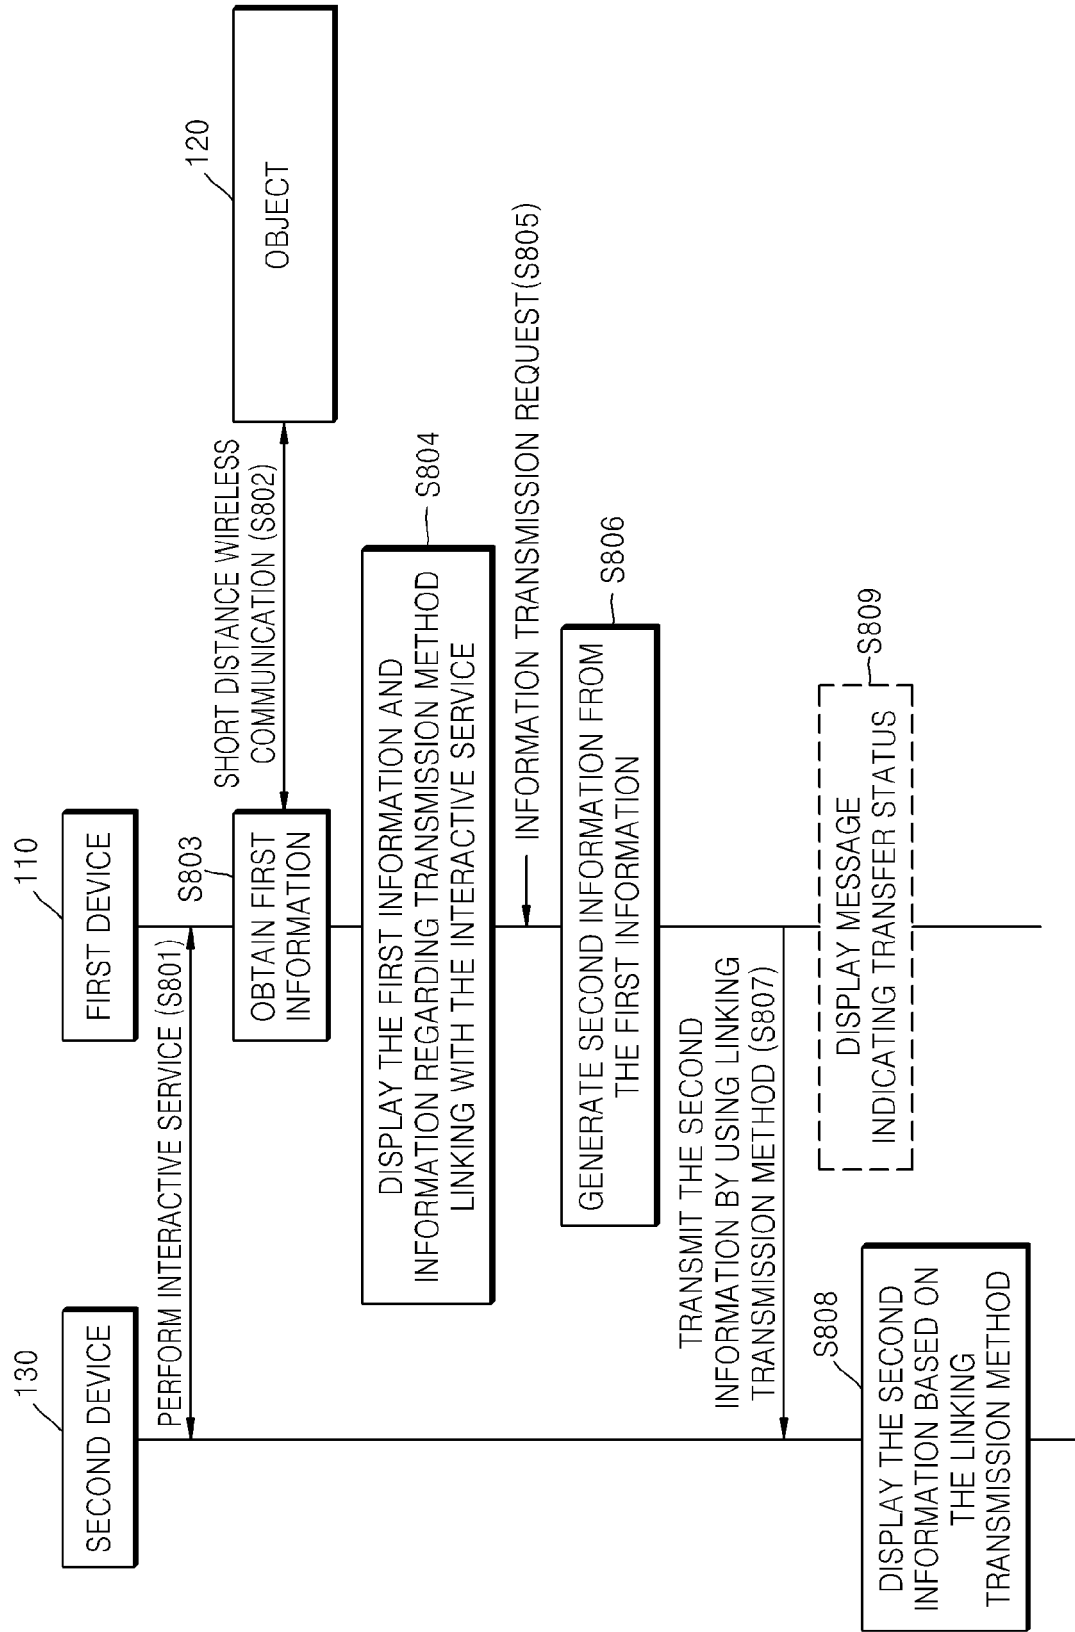 130
SECOND DEVICE
110
FIRST DEVICE
PERFORM INTERACTIVE SERVICE (S801)
120
OBJECT
SHORT DISTANCE WIRELESS
COMMUNICATION (S802)
S803
OBTAIN FIRST
INFORMATION
S804
DISPLAY THE FIRST INFORMATION AND
INFORMATION REGARDING TRANSMISSION METHOD
LINKING WITH THE INTERACTIVE SERVICE
INFORMATION TRANSMISSION REQUEST(S805)
S806
GENERATE SECOND INFORMATION FROM
THE FIRST INFORMATION
TRANSMIT THE SECOND
INFORMATION BY USING LINKING
TRANSMISSION METHOD (S807)
S808
DISPLAY THE SECOND
INFORMATION BASED ON
THE LINKING
TRANSMISSION METHOD
S809
DISPLAY MESSAGE
INDICATING TRANSFER STATUS